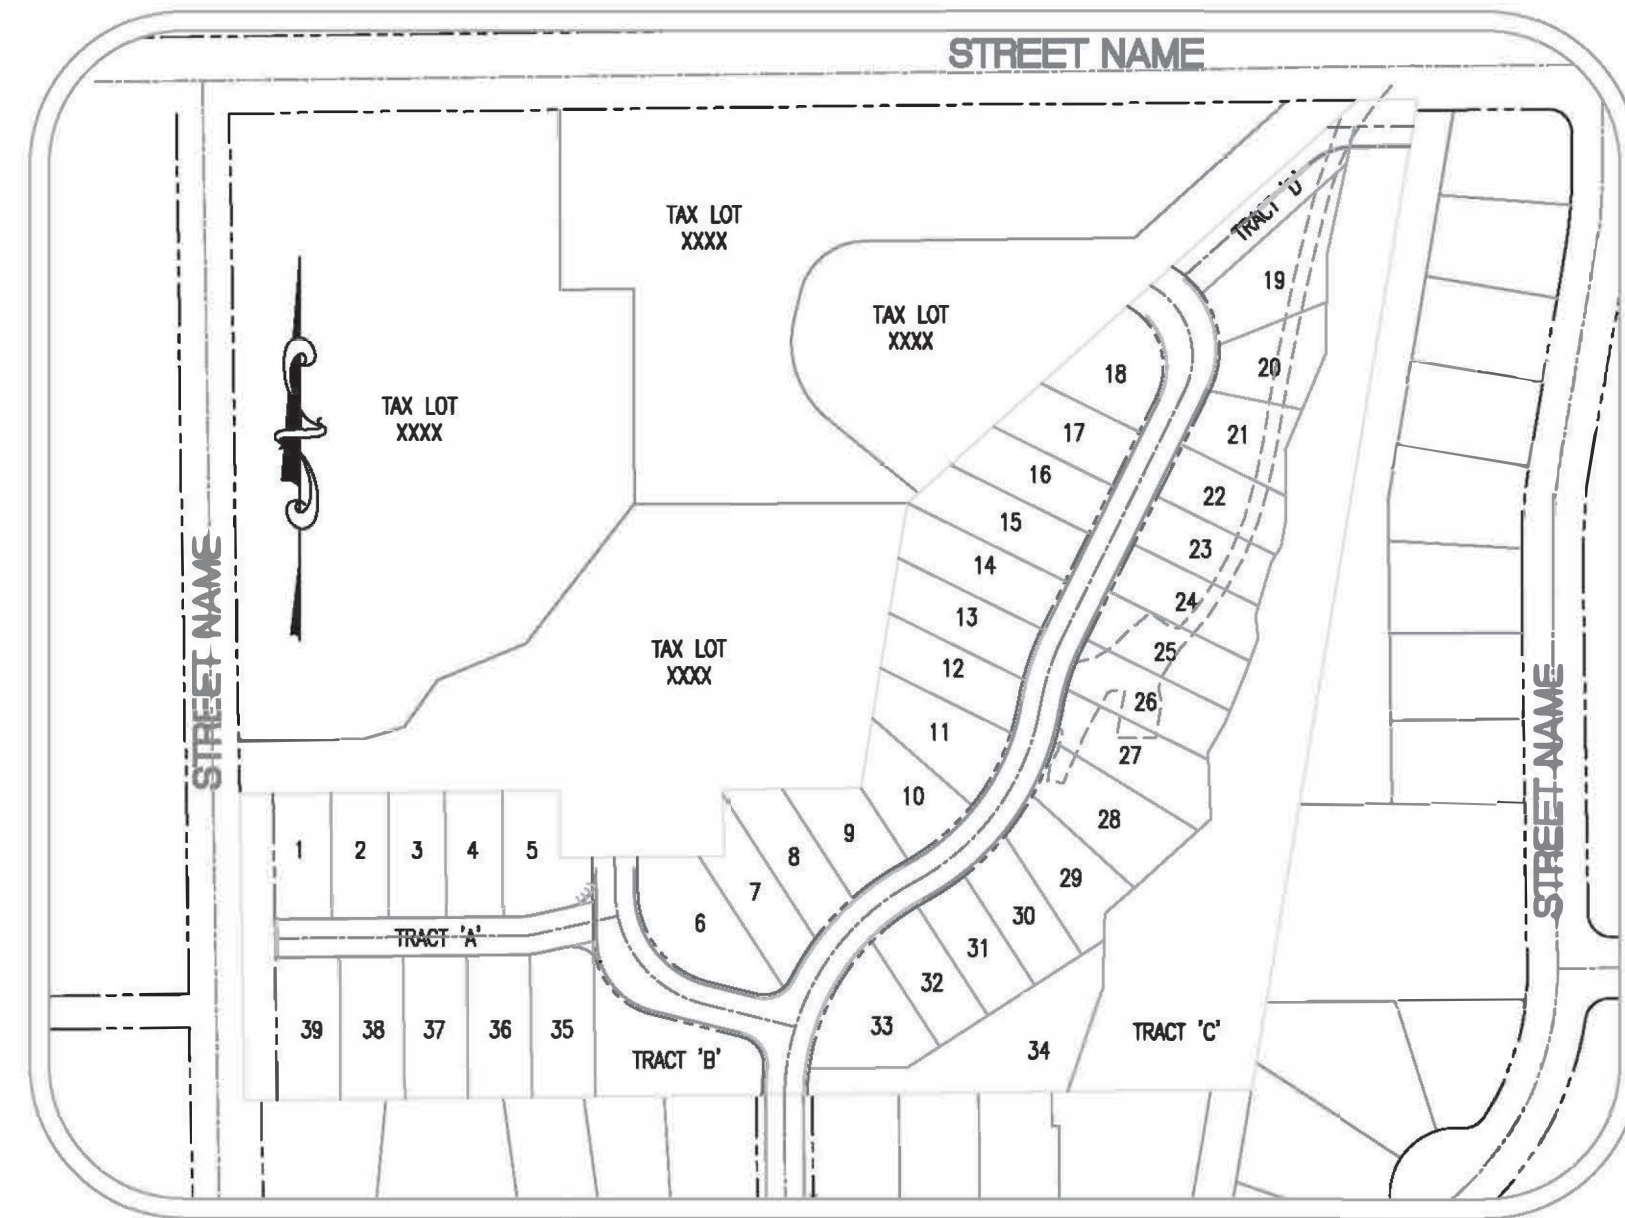 STREET NAME
TRACT 'D'
TAX LOT
XXXX
19
TAX LOT
XXXX
18
20
TAX LOT
XXXX
17
21
16
22
15
23
14
24
13
25
TAX LOT
XXXX
12
26
STREET NAME
11
27
STREET NAME
10
28
9
1
2
3
4
5
8
29
7
30
6
TRACT 'A'
31
32
39
38
37
36
35
33
TRACT 'B'
34
TRACT 'C'